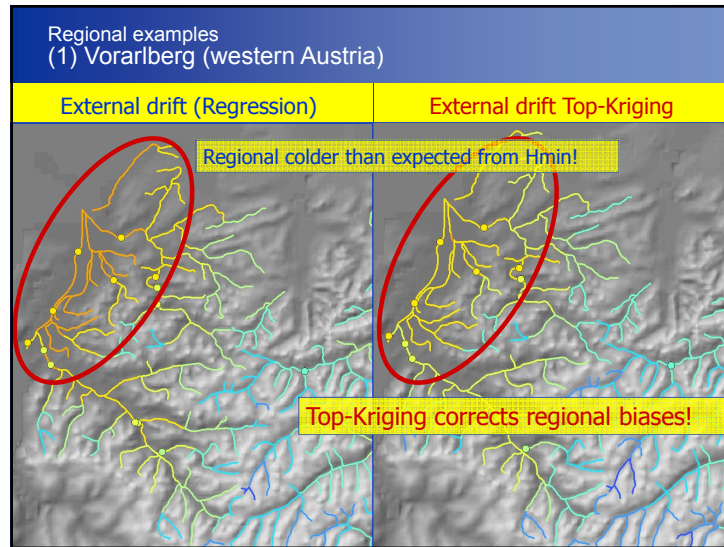 Regional examples
(1) Vorarlberg (western Austria)
External drift (Regression)
External drift Top-Kriging
Regional colder than expected from Hmin!
Top-Kriging corrects regional biases!